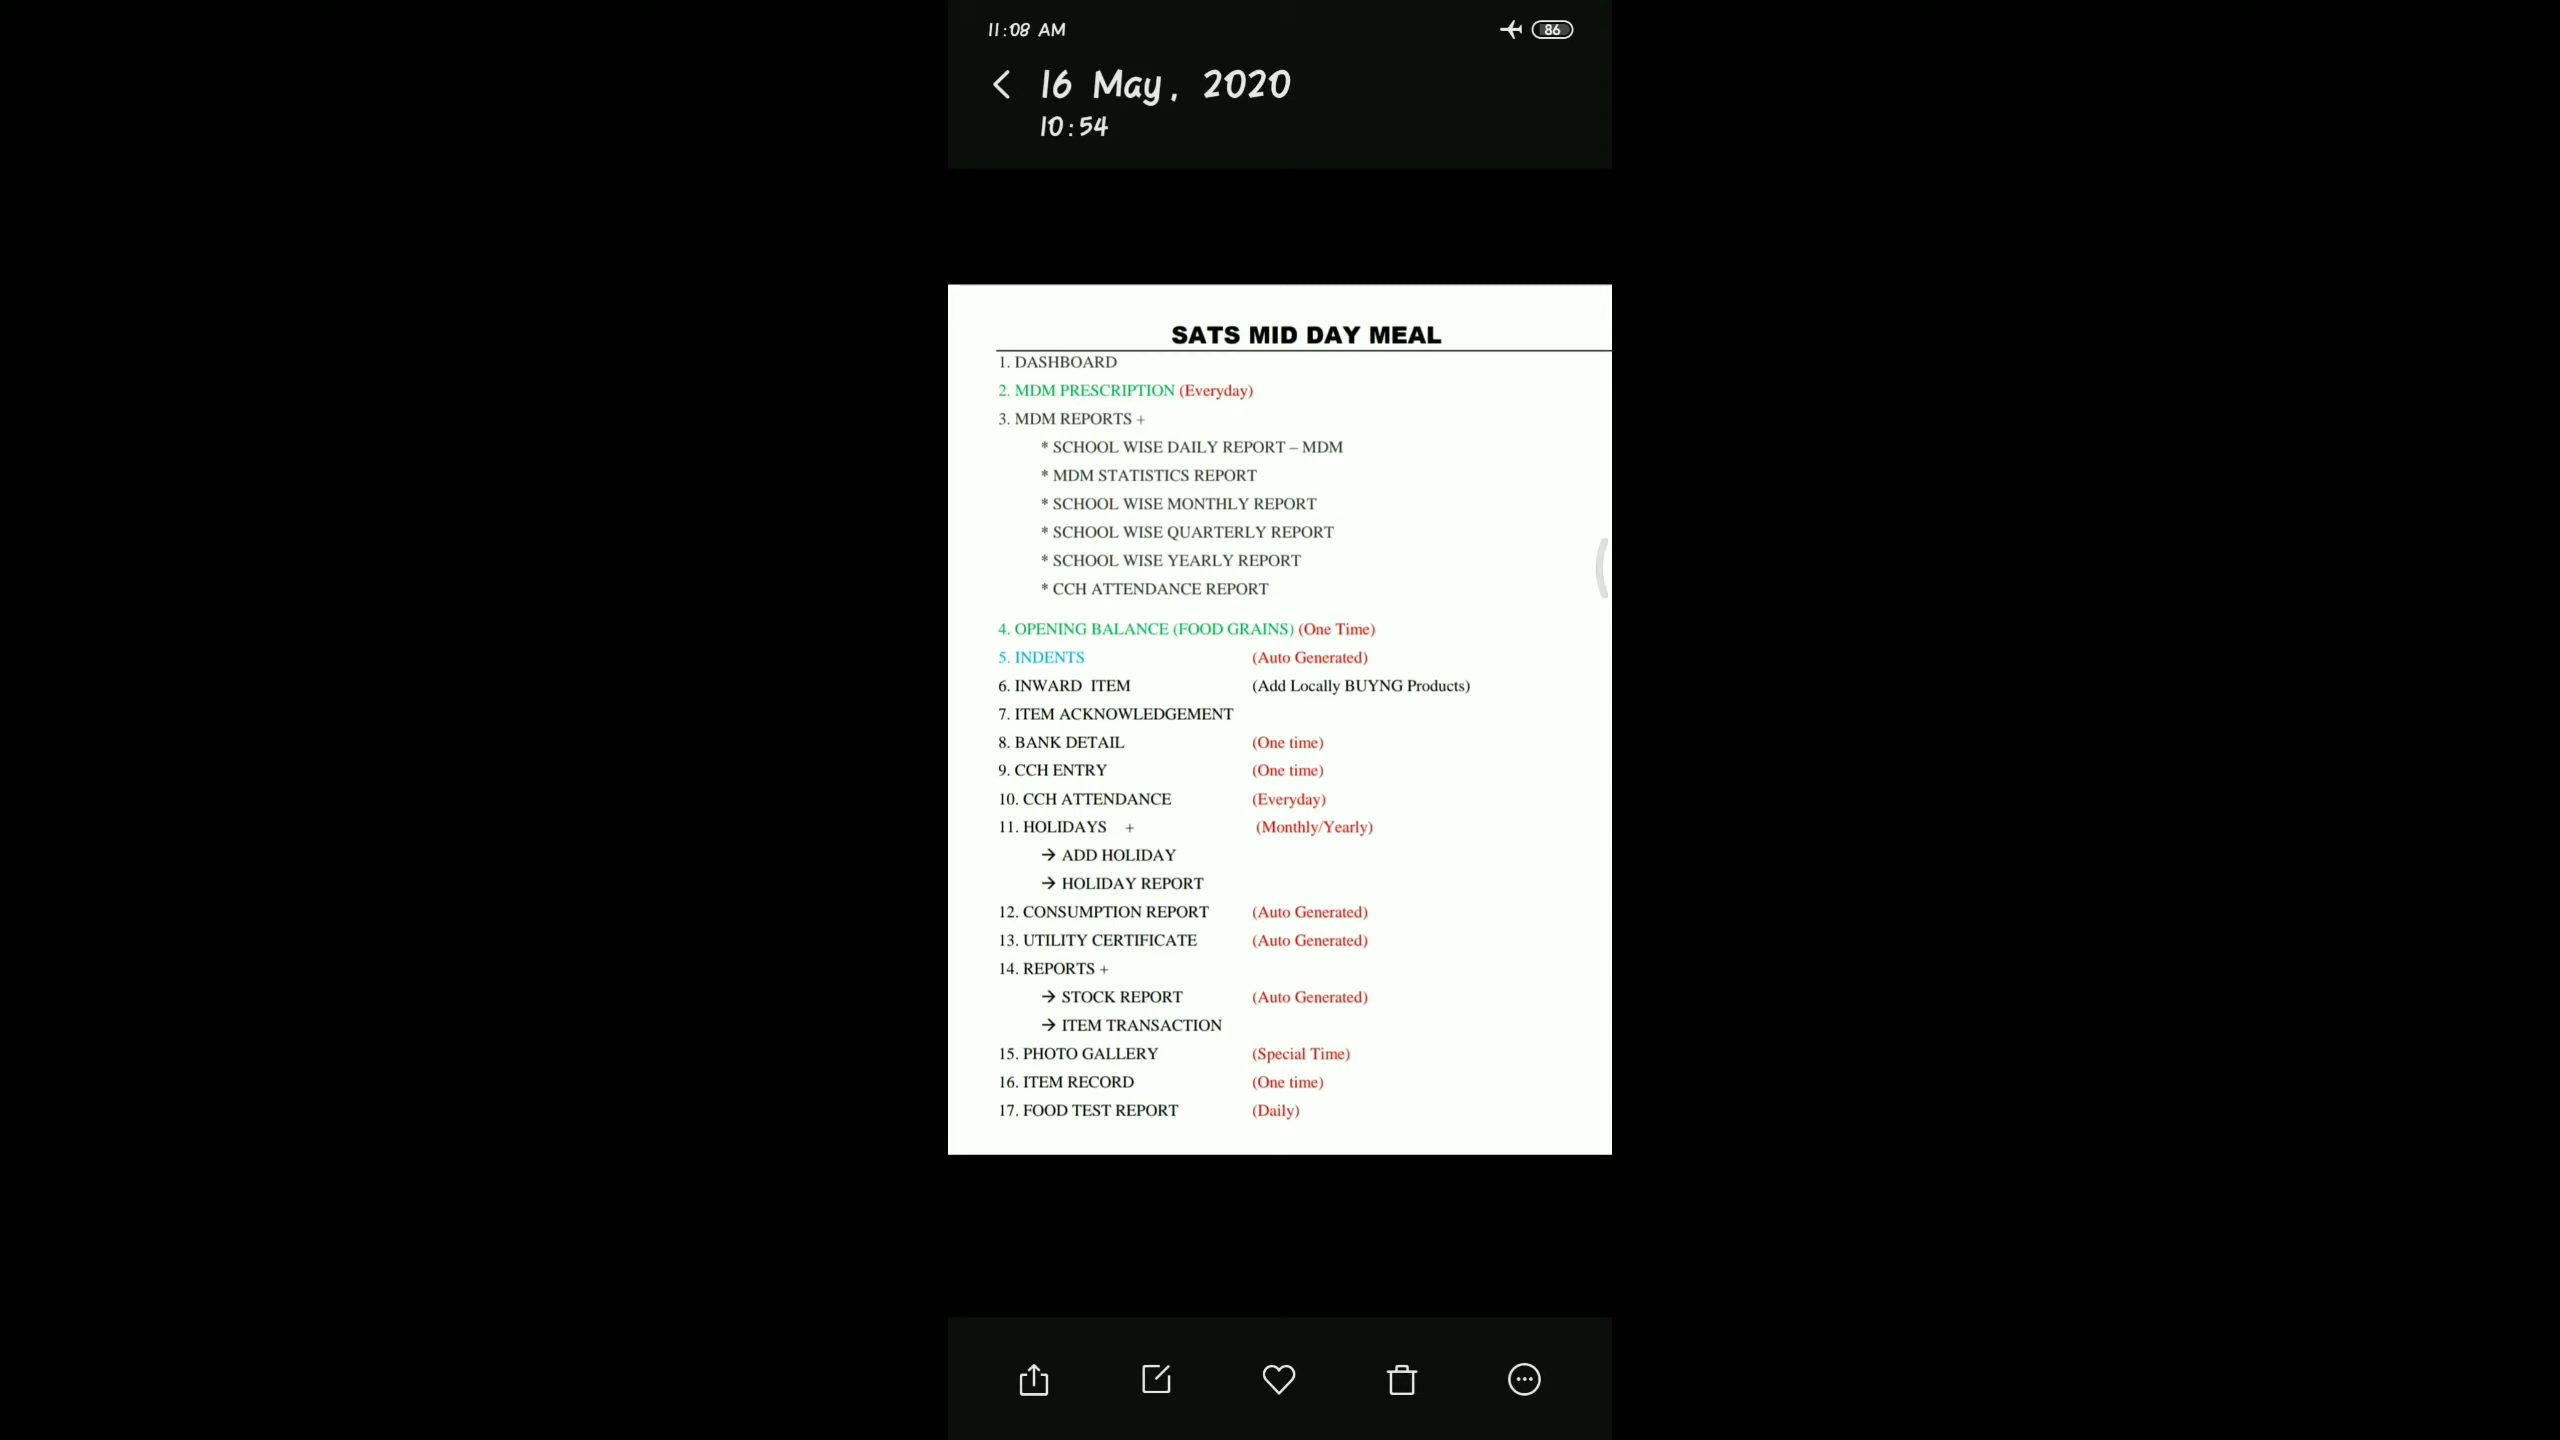 11:08 AM
86
16 May, 2020
10:54
SATS MID DAY MEAL
1. DASHBOARD
2. MDM PRESCRIPTION (Everyday)
3. MDM REPORTS +
* SCHOOL WISE DAILY REPORT – MDM
* MDM STATISTICS REPORT
* SCHOOL WISE MONTHLY REPORT
* SCHOOL WISE QUARTERLY REPORT
* SCHOOL WISE YEARLY REPORT
* CCH ATTENDANCE REPORT
4. OPENING BALANCE (FOOD GRAINS) (One Time)
5. INDENTS (Auto Generated)
6. INWARD ITEM (Add Locally BUYNG Products)
7. ITEM ACKNOWLEDGEMENT
8. BANK DETAIL (One time)
9. CCH ENTRY (One time)
10. CCH ATTENDANCE (Everyday)
11. HOLIDAYS + (Monthly/Yearly)
→ ADD HOLIDAY
→ HOLIDAY REPORT
12. CONSUMPTION REPORT (Auto Generated)
13. UTILITY CERTIFICATE (Auto Generated)
14. REPORTS +
→ STOCK REPORT (Auto Generated)
→ ITEM TRANSACTION
15. PHOTO GALLERY (Special Time)
16. ITEM RECORD (One time)
17. FOOD TEST REPORT (Daily)